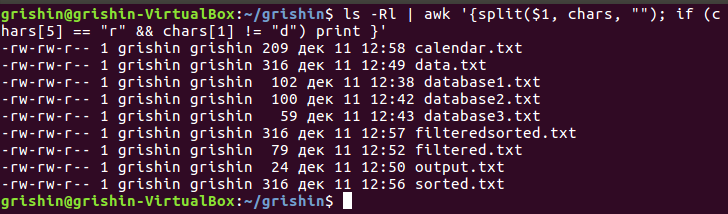 grishin@grishin-VirtualBox:~/grishin$ ls -Rl | awk '{split($1, chars, ""); if (c
hars[5] == "r" && chars[1] != "d") print }'
-rw-rw-r-- 1 grishin grishin 209 дек 11 12:58 calendar.txt
-rw-rw-r-- 1 grishin grishin 316 дек 11 12:49 data.txt
-rw-rw-r-- 1 grishin grishin  102 дек 11 12:38 database1.txt
-rw-rw-r-- 1 grishin grishin  100 дек 11 12:42 database2.txt
-rw-rw-r-- 1 grishin grishin   59 дек 11 12:43 database3.txt
-rw-rw-r-- 1 grishin grishin 316 дек 11 12:57 filteredsorted.txt
-rw-rw-r-- 1 grishin grishin  79 дек 11 12:52 filtered.txt
-rw-rw-r-- 1 grishin grishin  24 дек 11 12:50 output.txt
-rw-rw-r-- 1 grishin grishin 316 дек 11 12:56 sorted.txt
grishin@grishin-VirtualBox:~/grishin$